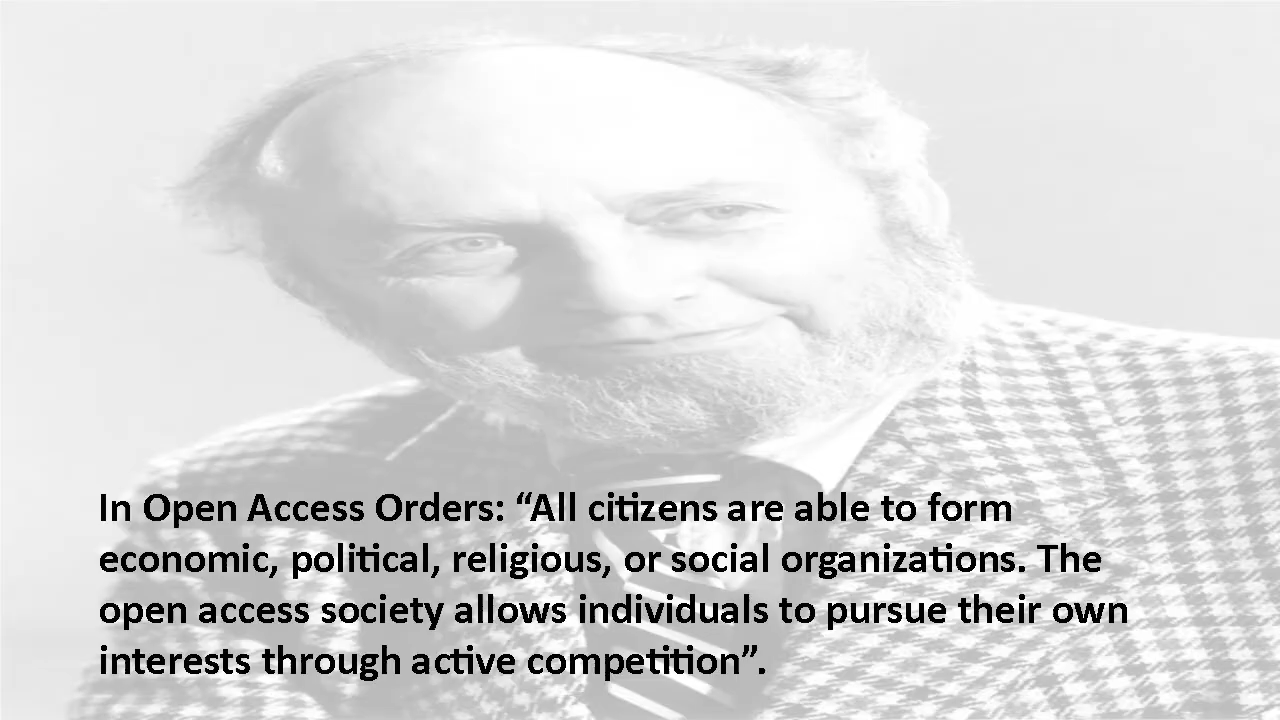 In Open Access Orders: “All citizens are able to form
economic, political, religious, or social organizations. The
open access society allows individuals to pursue their own
interests through active competition”.